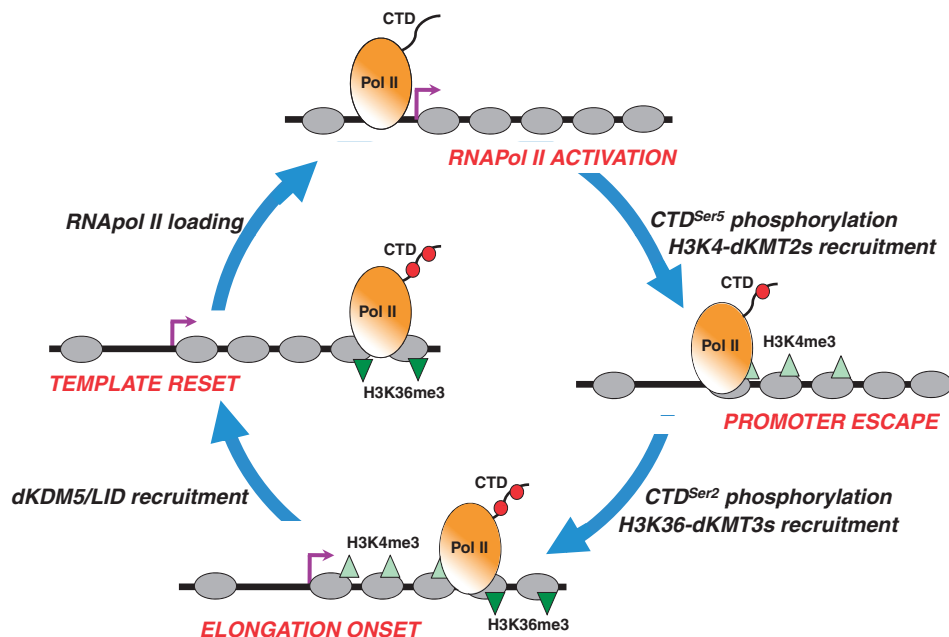 CTD
Pol II
RNAPol II ACTIVATION
RNApol II loading
CTDSer5 phosphorylation
H3K4-dKMT2s recruitment
CTD
Pol II
H3K36me3
TEMPLATE RESET
CTD
Pol II
H3K4me3
PROMOTER ESCAPE
dKDM5/LID recruitment
CTDSer2 phosphorylation
H3K36-dKMT3s recruitment
CTD
H3K4me3
Pol II
H3K36me3
ELONGATION ONSET